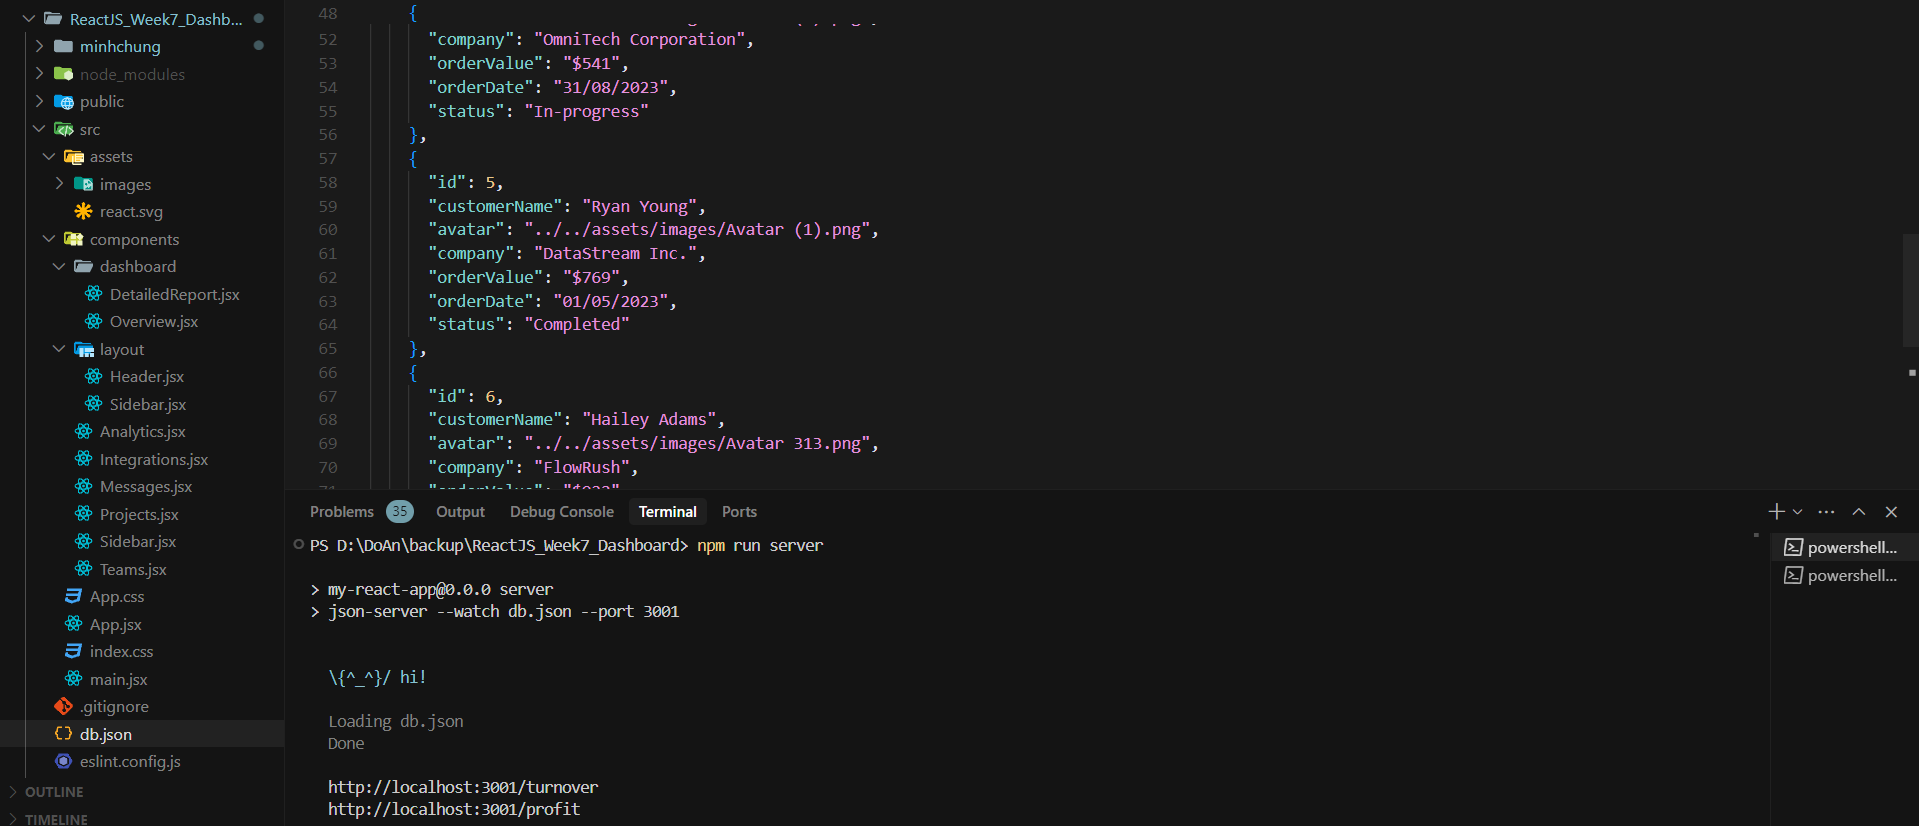 ReactJS_Week7_Dashb...
minhchung
node_modules
public
src
assets
images
react.svg
components
dashboard
DetailedReport.jsx
Overview.jsx
layout
Header.jsx
Sidebar.jsx
Analytics.jsx
Integrations.jsx
Messages.jsx
Projects.jsx
Sidebar.jsx
Teams.jsx
App.css
App.jsx
index.css
main.jsx
.gitignore
db.json
eslint.config.js
OUTLINE
TIMELINE
48 {
52 "company": "OmniTech Corporation",
53 "orderValue": "$541",
54 "orderDate": "31/08/2023",
55 "status": "In-progress"
56 },
57 {
58 "id": 5,
59 "customerName": "Ryan Young",
60 "avatar": "../../assets/images/Avatar (1).png",
61 "company": "DataStream Inc.",
62 "orderValue": "$769",
63 "orderDate": "01/05/2023",
64 "status": "Completed"
65 },
66 {
67 "id": 6,
68 "customerName": "Hailey Adams",
69 "avatar": "../../assets/images/Avatar 313.png",
70 "company": "FlowRush",
Problems 35 Output Debug Console Terminal Ports
PS D:\DoAn\backup\ReactJS_Week7_Dashboard> npm run server
> my-react-app@0.0.0 server
> json-server --watch db.json --port 3001
\{^_^}/ hi!
Loading db.json
Done
http://localhost:3001/turnover
http://localhost:3001/profit
powershell...
powershell...